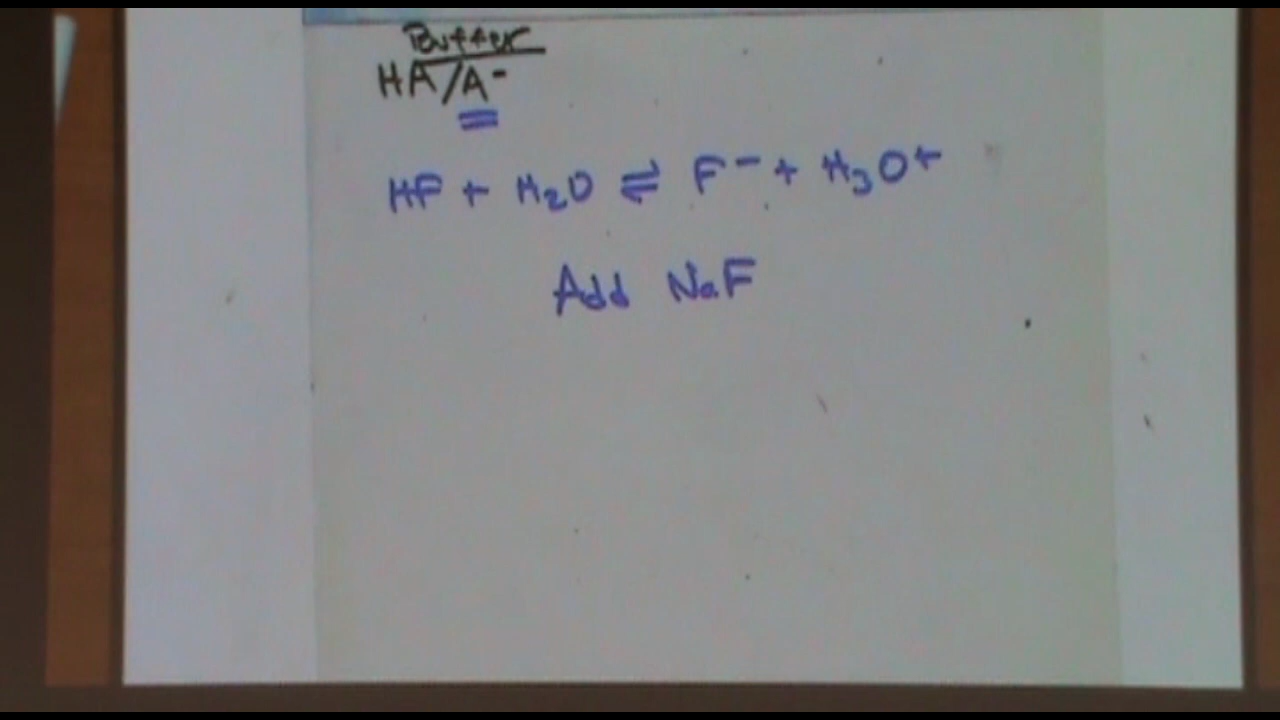 Buffer
HA/A⁻
HF + H₂O ⇌ F⁻ + H₃O⁺
Add NaF